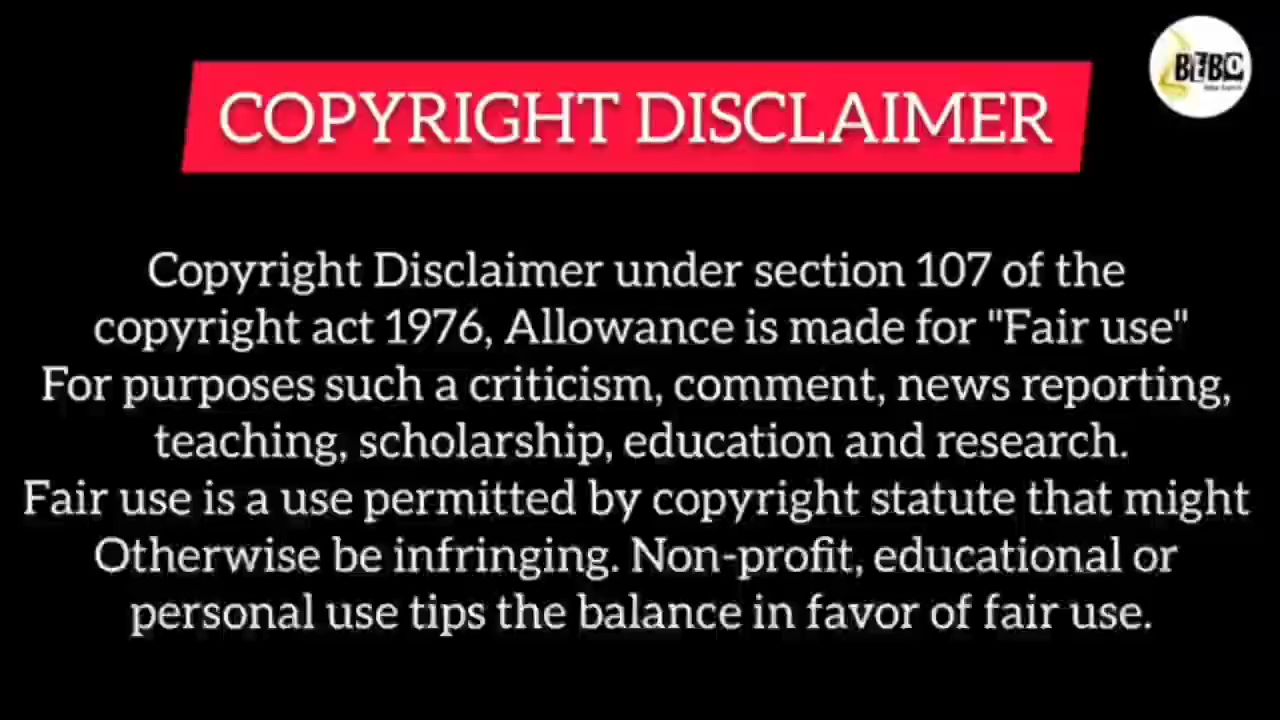 COPYRIGHT DISCLAIMER
Copyright Disclaimer under section 107 of the
copyright act 1976, Allowance is made for "Fair use"
For purposes such a criticism, comment, news reporting,
teaching, scholarship, education and research.
Fair use is a use permitted by copyright statute that might
Otherwise be infringing. Non-profit, educational or
personal use tips the balance in favor of fair use.